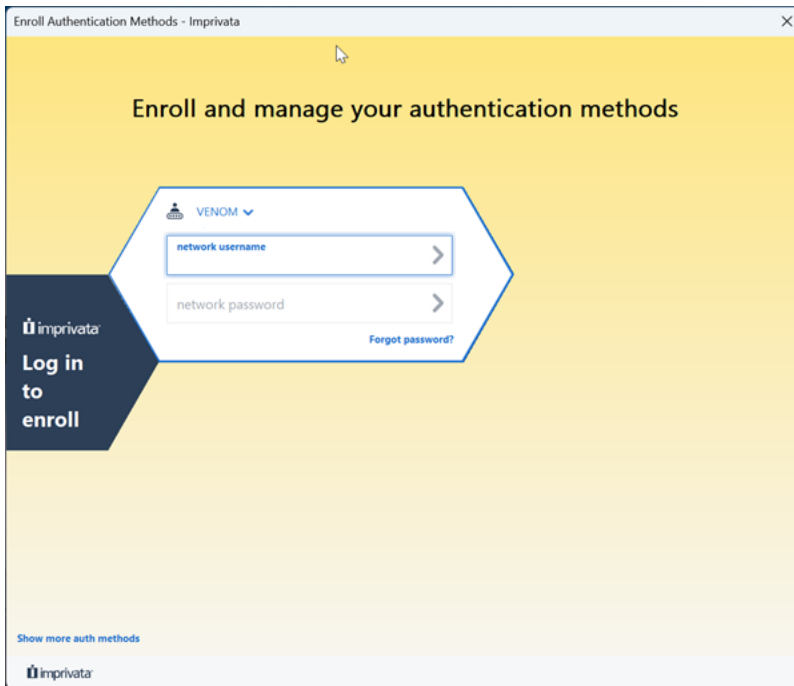 Enroll Authentication Methods - Imprivata
Enroll and manage your authentication methods
VENOM
network username
network password
Forgot password?
imprivata
Log in
to
enroll
Show more auth methods
imprivata